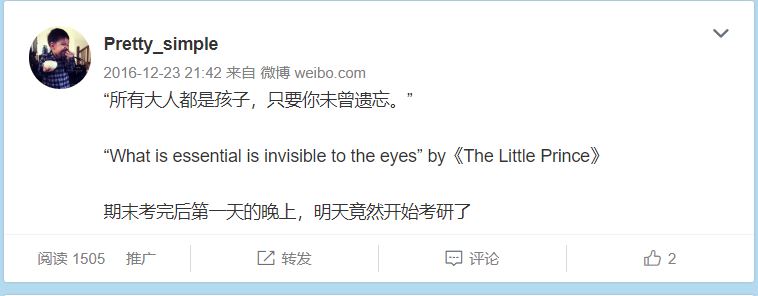 Pretty_simple
2016-12-23 21:42 来自 微博 weibo.com
“所有大人都是孩子，只要你未曾遗忘。”
“What is essential is invisible to the eyes” by《The Little Prince》
期末考完后第一天的晚上，明天竟然开始考研了
阅读 1505 推广 转发 评论 2